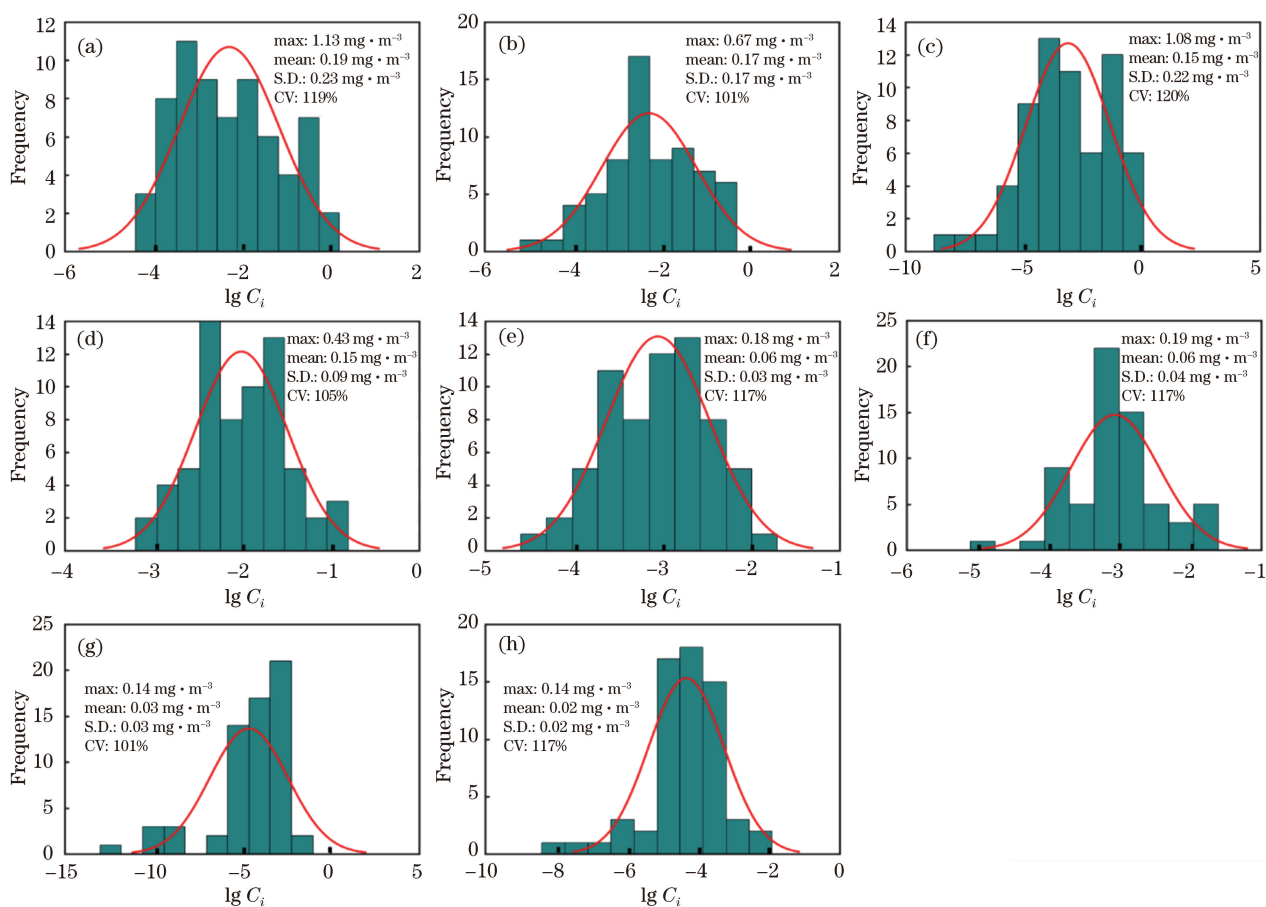 12
10
8
6
4
2
0
Frequency
(a)
max: 1.13 mg • m⁻³
mean: 0.19 mg • m⁻³
S.D.: 0.23 mg • m⁻³
CV: 119%
−6 −4 −2 0 2
lg Cᵢ
20
15
10
5
0
Frequency
(b)
max: 0.67 mg • m⁻³
mean: 0.17 mg • m⁻³
S.D.: 0.17 mg • m⁻³
CV: 101%
−6 −4 −2 0 2
lg Cᵢ
14
12
10
8
6
4
2
0
Frequency
(c)
max: 1.08 mg • m⁻³
mean: 0.15 mg • m⁻³
S.D.: 0.22 mg • m⁻³
CV: 120%
−10 −5 0 5
lg Cᵢ
14
12
10
8
6
4
2
0
Frequency
(d)
max: 0.43 mg • m⁻³
mean: 0.15 mg • m⁻³
S.D.: 0.09 mg • m⁻³
CV: 105%
−4 −3 −2 −1 0
lg Cᵢ
14
12
10
8
6
4
2
0
Frequency
(e)
max: 0.18 mg • m⁻³
mean: 0.06 mg • m⁻³
S.D.: 0.03 mg • m⁻³
CV: 117%
−5 −4 −3 −2 −1
lg Cᵢ
25
20
15
10
5
0
Frequency
(f)
max: 0.19 mg • m⁻³
mean: 0.06 mg • m⁻³
S.D.: 0.04 mg • m⁻³
CV: 117%
−6 −5 −4 −3 −2 −1
lg Cᵢ
25
20
15
10
5
0
Frequency
(g)
max: 0.14 mg • m⁻³
mean: 0.03 mg • m⁻³
S.D.: 0.03 mg • m⁻³
CV: 101%
−15 −10 −5 0 5
lg Cᵢ
20
15
10
5
0
Frequency
(h)
max: 0.14 mg • m⁻³
mean: 0.02 mg • m⁻³
S.D.: 0.02 mg • m⁻³
CV: 117%
−10 −8 −6 −4 −2 0
lg Cᵢ